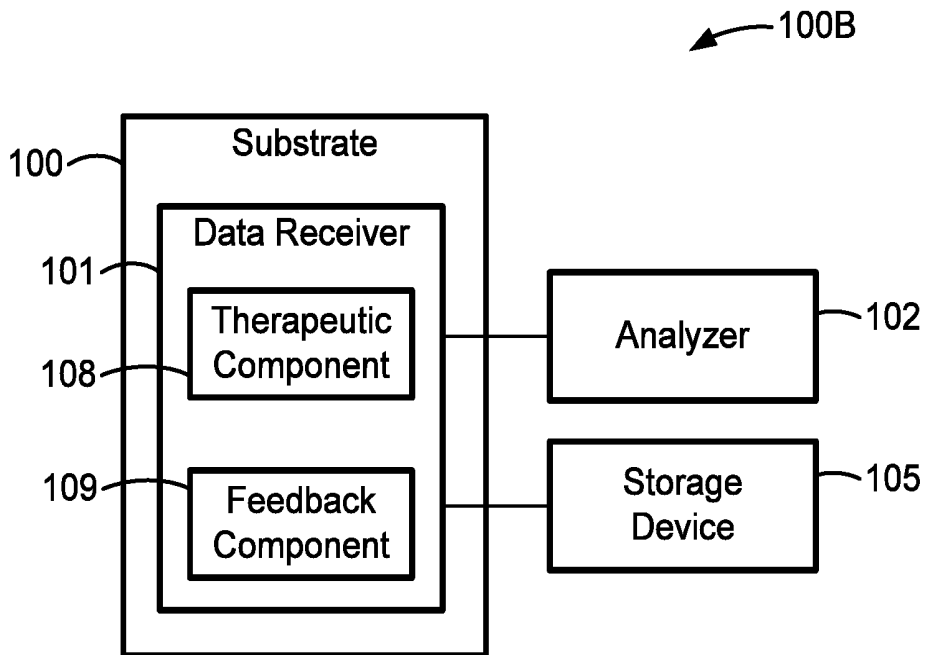 100B
Substrate
100
Data Receiver
101
Therapeutic
Component
108
Analyzer
102
109
Feedback
Component
Storage
Device
105